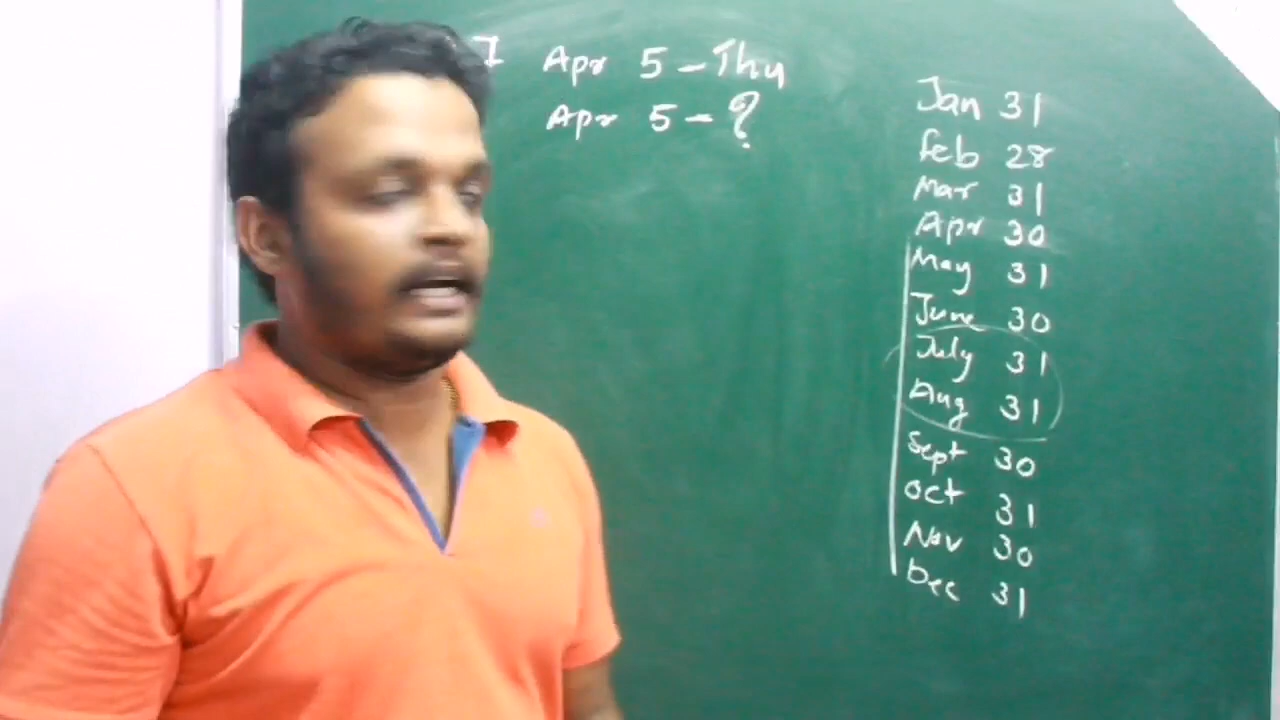 Apr 5 - Thu
Apr 5 - ?
Jan 31
Feb 28
Mar 31
Apr 30
May 31
June 30
July 31
Aug 31
Sept 30
Oct 31
Nov 30
Dec 31